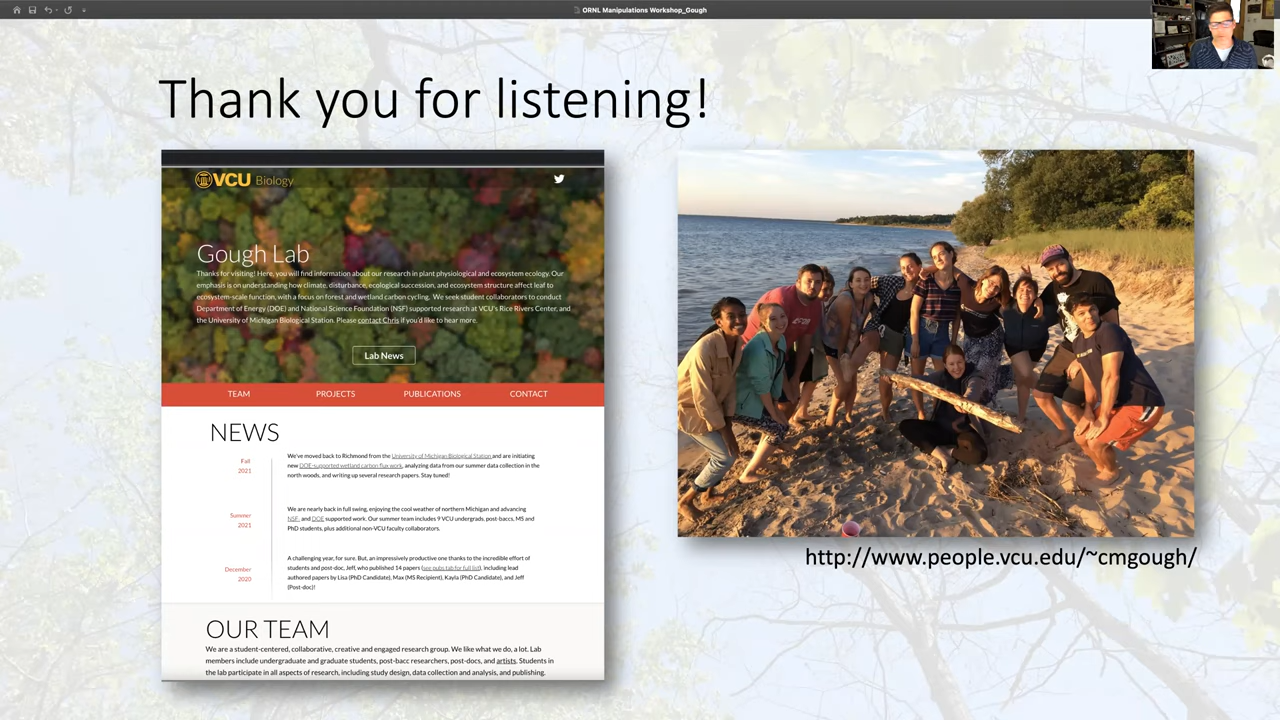 ORNL Manipulations Workshop_Gough
Thank you for listening!
VCU Biology
Gough Lab
Thanks for visiting! Here, you will find information about our research in plant physiological and ecosystem ecology. Our
emphasis is on understanding how climate, disturbance, ecological succession, and ecosystem structure affect leaf to
ecosystem-scale function, with a focus on forest and wetland carbon cycling. We seek student collaborators to conduct
Department of Energy (DOE) and National Science Foundation (NSF) supported research at VCU's Rice Rivers Center, and
the University of Michigan Biological Station. Please contact Chris if you'd like to hear more.
Lab News
TEAM PROJECTS PUBLICATIONS CONTACT
NEWS
Fall
2021
We've moved back to Richmond from the University of Michigan Biological Station and are initiating
new DOE-supported wetland carbon flux work, analyzing data from our summer data collection in the
north woods, and writing up several research papers. Stay tuned!
Summer
2021
We are nearly back in full swing, enjoying the cool weather of northern Michigan and advancing
NSF- and DOE supported work. Our summer team includes 9 VCU undergrads, post-baccs, MS and
PhD students, plus additional non-VCU faculty collaborators.
December
2020
A challenging year, for sure. But, an impressively productive one thanks to the incredible effort of
students and post-doc, Jeff, who published 14 papers (see pubs tab for full list), including lead
authored papers by Lisa (PhD Candidate), Max (MS Recipient), Kayla (PhD Candidate), and Jeff
(Post-doc)!
OUR TEAM
We are a student-centered, collaborative, creative and engaged research group. We like what we do, a lot. Lab
members include undergraduate and graduate students, post-bacc researchers, post-docs, and artists. Students in
the lab participate in all aspects of research, including study design, data collection and analysis, and publishing.
http://www.people.vcu.edu/~cmgough/